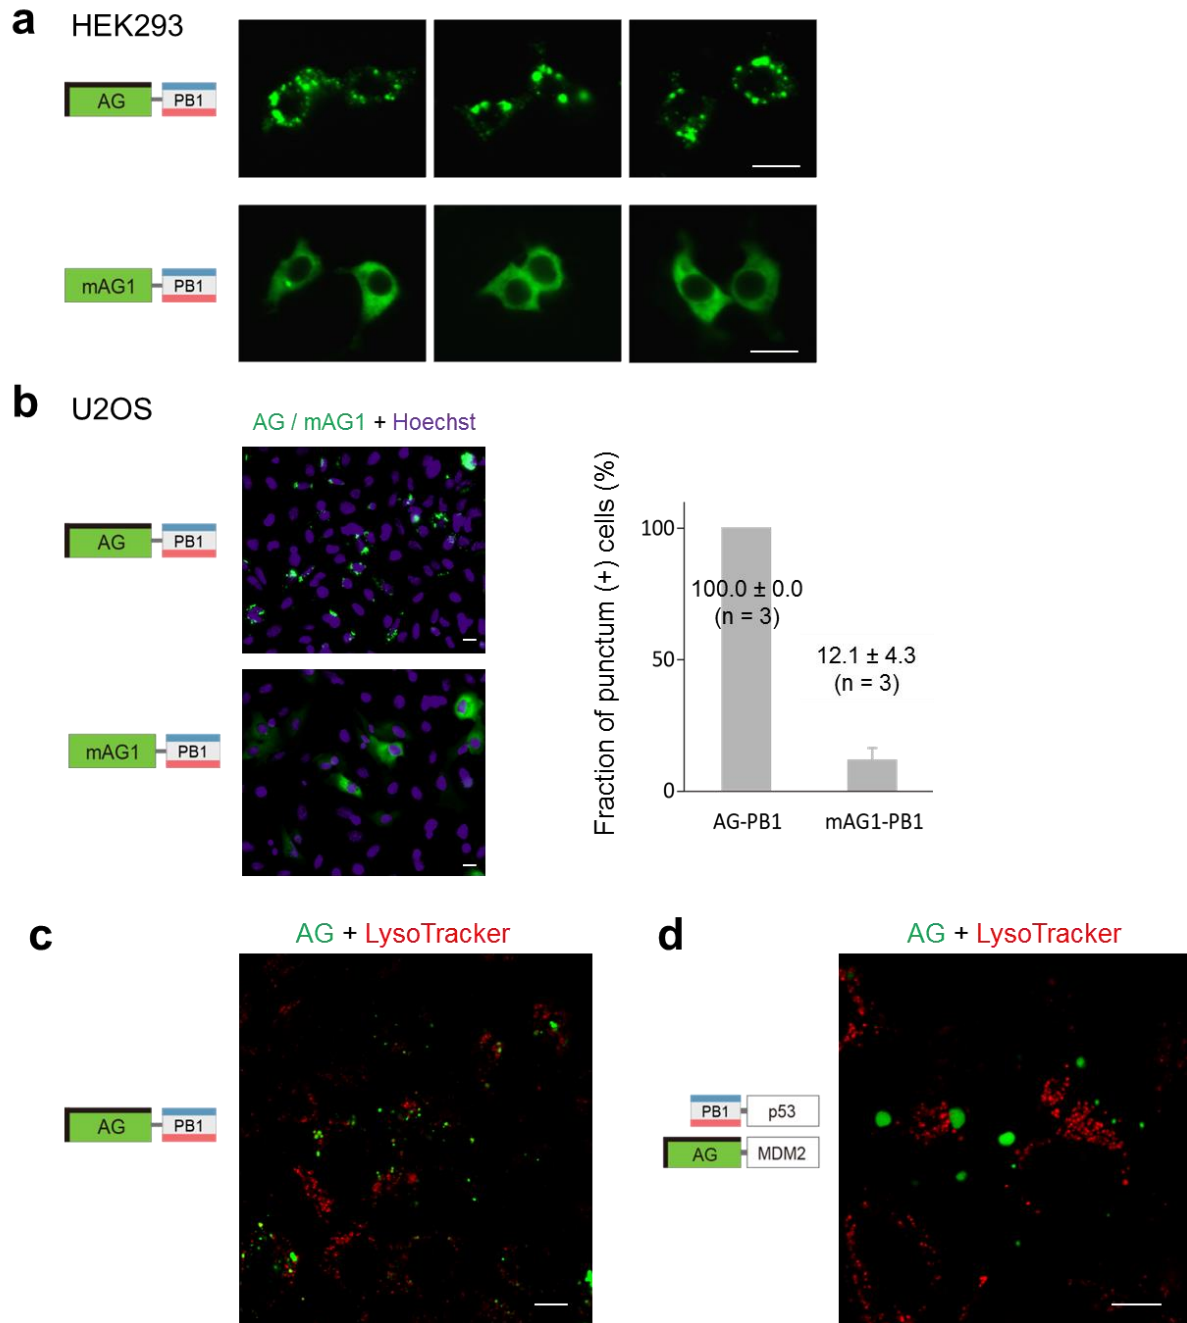 a HEK293
AG PB1
mAG1 PB1
b U2OS
AG / mAG1 + Hoechst
AG PB1
mAG1 PB1
Fraction of punctum (+) cells (%)
100
50
0
100.0 ± 0.0
(n = 3)
12.1 ± 4.3
(n = 3)
AG-PB1 mAG1-PB1
c
AG + LysoTracker
AG PB1
d
AG + LysoTracker
PB1 p53
AG MDM2